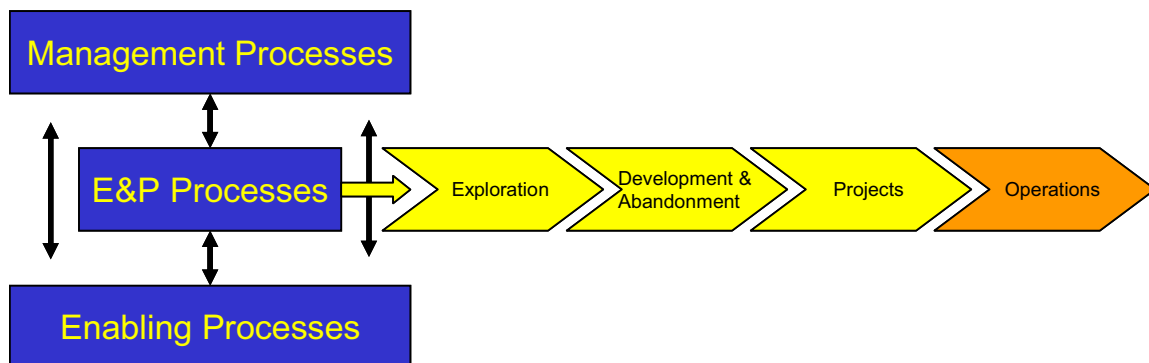 Management Processes
E&P Processes
Exploration
Development &
Abandonment
Projects
Operations
Enabling Processes